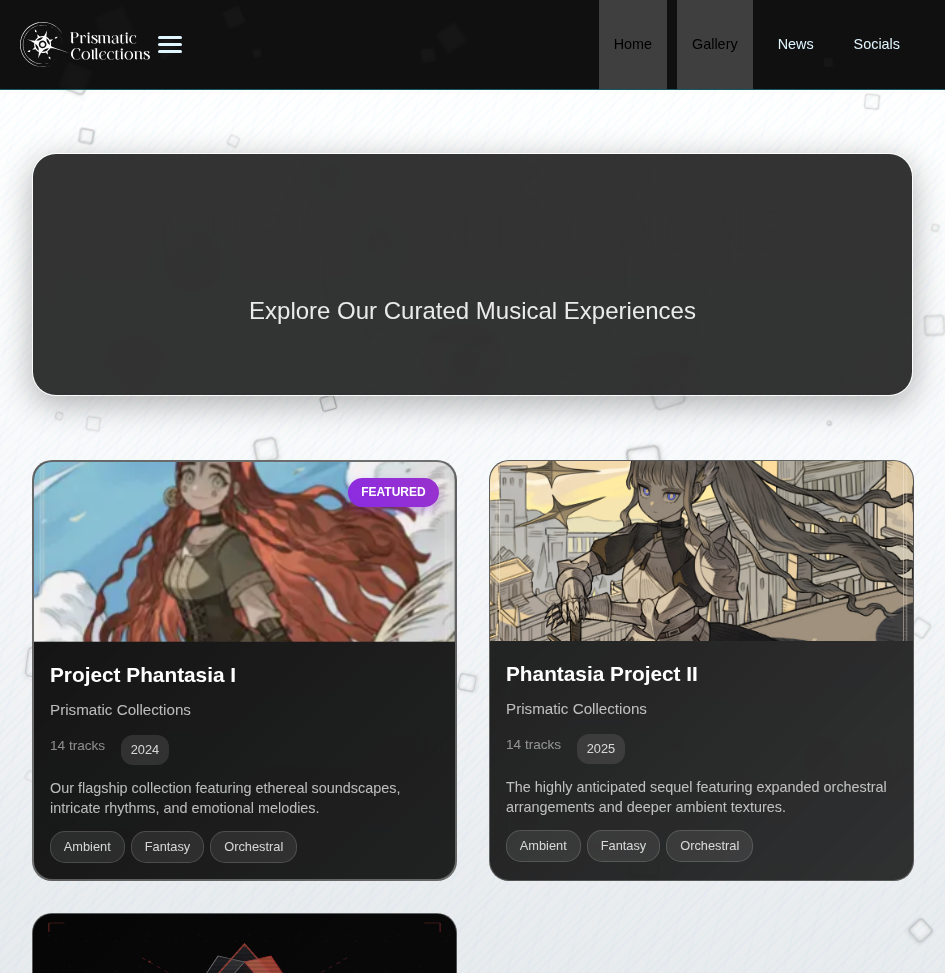 Prismatic
Collections
Home
Gallery
News
Socials
Explore Our Curated Musical Experiences
FEATURED
Project Phantasia I
Prismatic Collections
14 tracks
2024
Our flagship collection featuring ethereal soundscapes,
intricate rhythms, and emotional melodies.
Ambient
Fantasy
Orchestral
Phantasia Project II
Prismatic Collections
14 tracks
2025
The highly anticipated sequel featuring expanded orchestral
arrangements and deeper ambient textures.
Ambient
Fantasy
Orchestral